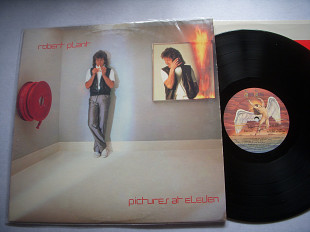 robert plant
pictures at eleven